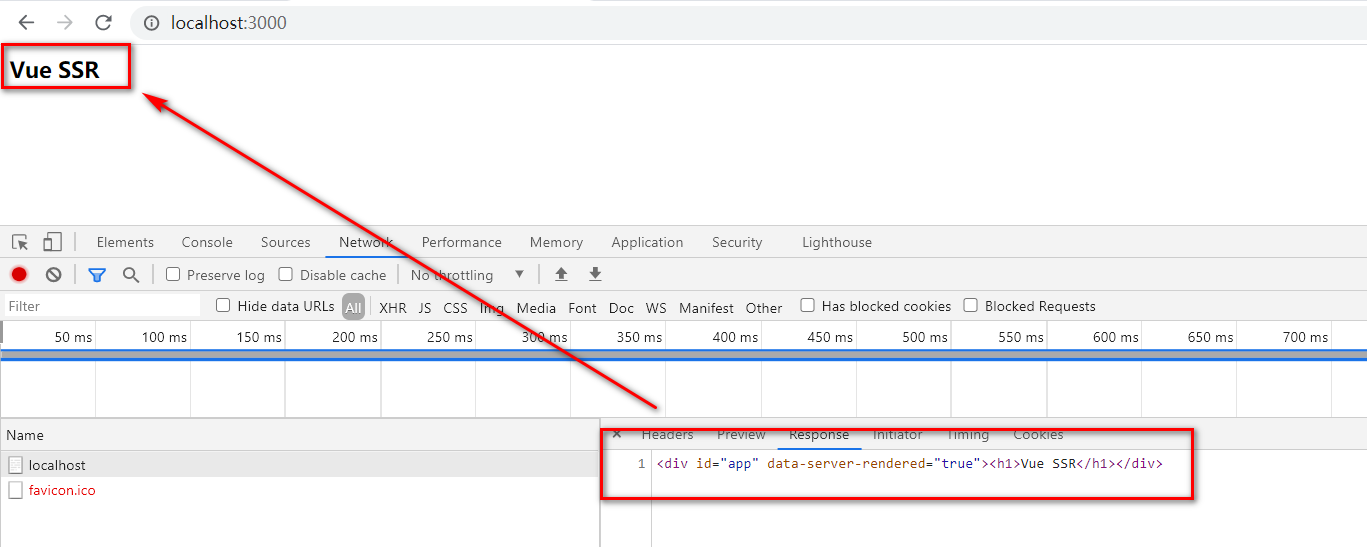 localhost:3000
Vue SSR
Elements Console Sources Network Performance Memory Application Security Lighthouse
Preserve log Disable cache No throttling
Filter Hide data URLs All XHR JS CSS Img Media Font Doc WS Manifest Other Has blocked cookies Blocked Requests
50 ms 100 ms 150 ms 200 ms 250 ms 300 ms 350 ms 400 ms 450 ms 500 ms 550 ms 600 ms 650 ms 700 ms
Name
× Headers Preview Response Initiator Timing Cookies
localhost
1 <div id="app" data-server-rendered="true"><h1>Vue SSR</h1></div>
favicon.ico